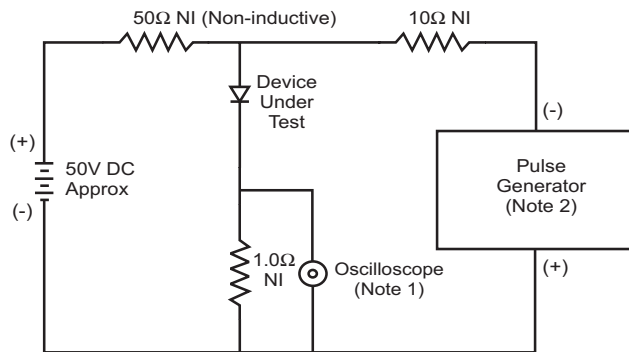 50Ω NI (Non-inductive)
10Ω NI
Device
Under
Test
(+)
50V DC
Approx
(-)
(-)
Pulse
Generator
(Note 2)
(+)
1.0Ω
NI
Oscilloscope
(Note 1)